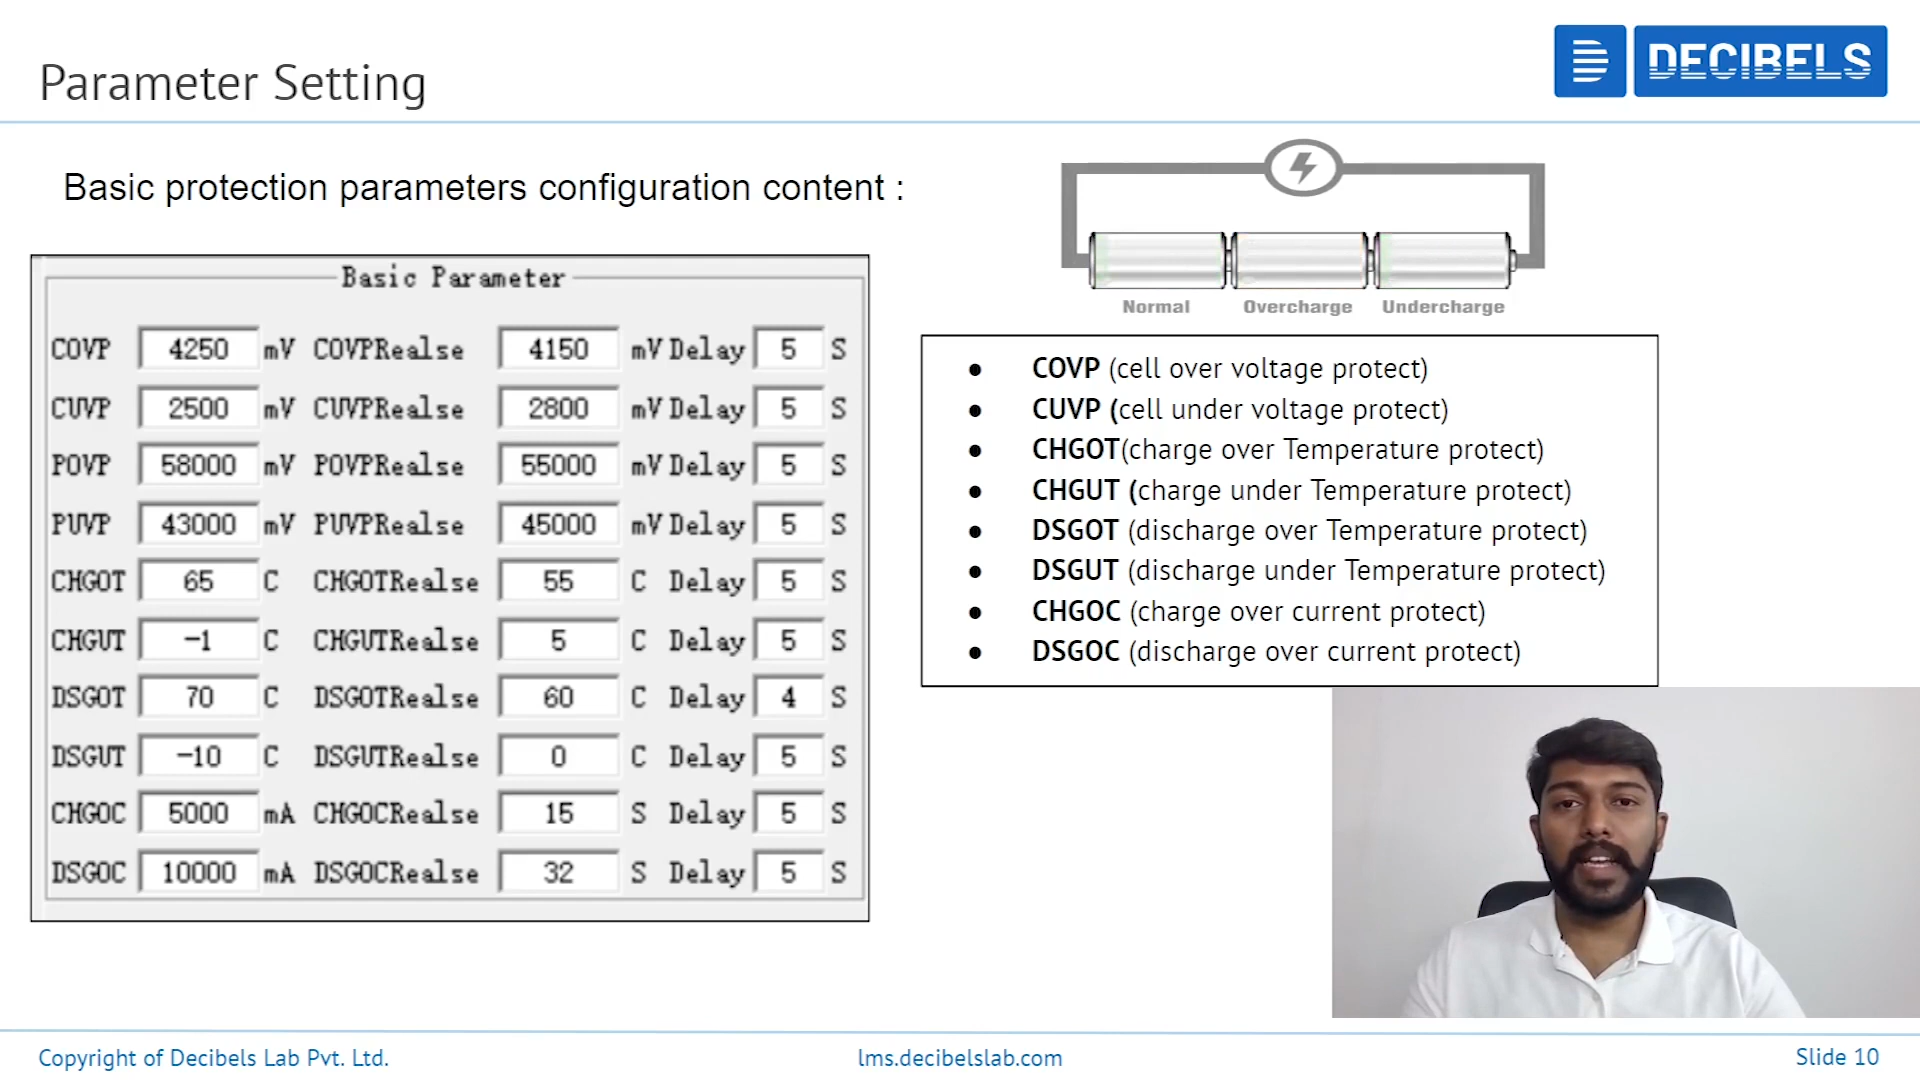 Parameter Setting
DECIBELS
Basic protection parameters configuration content :
Basic Parameter
COVP 4250 mV COVPRealse 4150 mV Delay 5 S
CUVP 2500 mV CUVPRealse 2800 mV Delay 5 S
POVP 58000 mV POVPRealse 55000 mV Delay 5 S
PUVP 43000 mV PUVPRealse 45000 mV Delay 5 S
CHGOT 65 C CHGOTRealse 55 C Delay 5 S
CHGUT -1 C CHGUTRealse 5 C Delay 5 S
DSGOT 70 C DSGOTRealse 60 C Delay 4 S
DSGUT -10 C DSGUTRealse 0 C Delay 5 S
CHGOC 5000 mA CHGOCRealse 15 S Delay 5 S
DSGOC 10000 mA DSGOCRealse 32 S Delay 5 S
Normal Overcharge Undercharge
• COVP (cell over voltage protect)
• CUVP (cell under voltage protect)
• CHGOT(charge over Temperature protect)
• CHGUT (charge under Temperature protect)
• DSGOT (discharge over Temperature protect)
• DSGUT (discharge under Temperature protect)
• CHGOC (charge over current protect)
• DSGOC (discharge over current protect)
Copyright of Decibels Lab Pvt. Ltd.
lms.decibelslab.com
Slide 10